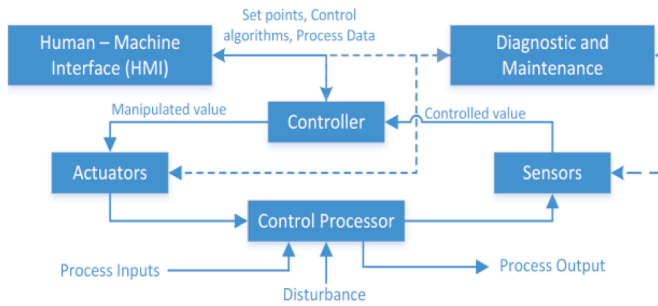 Set points, Control
algorithms, Process Data
Human – Machine
Interface (HMI)
Diagnostic and
Maintenance
Manipulated value
Controller
Controlled value
Actuators
Sensors
Control Processor
Process Inputs
Process Output
Disturbance